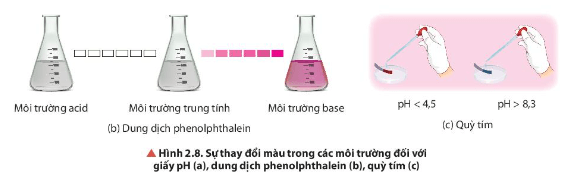 Môi trường acid
Môi trường trung tính
Môi trường base
(b) Dung dịch phenolphthalein
pH < 4,5
pH > 8,3
(c) Quỳ tím
▲ Hình 2.8. Sự thay đổi màu trong các môi trường đối với
giấy pH (a), dung dịch phenolphthalein (b), quỳ tím (c)